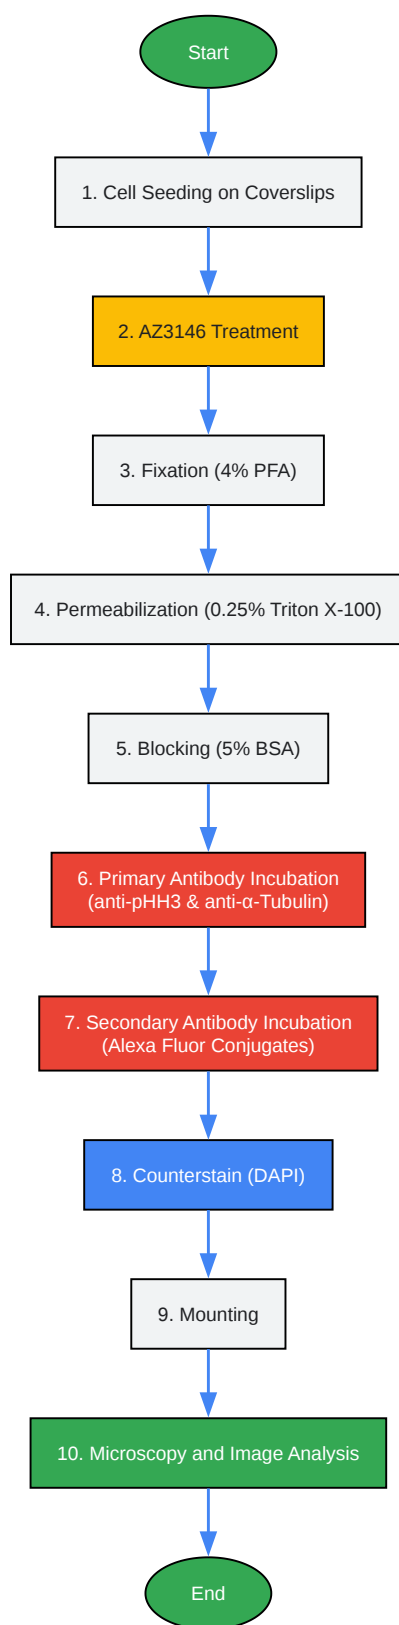 Start
1. Cell Seeding on Coverslips
2. AZ3146 Treatment
3. Fixation (4% PFA)
4. Permeabilization (0.25% Triton X-100)
5. Blocking (5% BSA)
6. Primary Antibody Incubation
(anti-pHH3 & anti-α-Tubulin)
7. Secondary Antibody Incubation
(Alexa Fluor Conjugates)
8. Counterstain (DAPI)
9. Mounting
10. Microscopy and Image Analysis
End